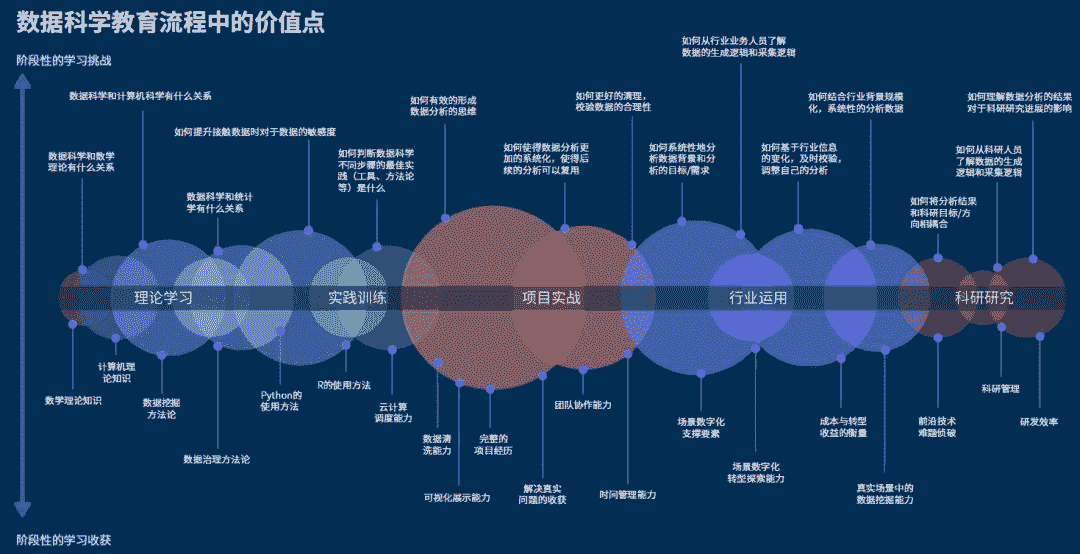 数据科学教育流程中的价值点
阶段性的学习挑战
如何从行业业务人员了解
数据的生成逻辑和采集逻辑
数据科学和计算机科学有什么关系
如何有效的形成
数据分析的思维
如何更好的清理，
校验数据的合理性
如何结合行业背景规模
化，系统性的分析数据
如何理解数据分析的结果
对于科研研究进展的影响
如何提升接触数据时对于数据的敏感度
数据科学和数学
理论有什么关系
如何判断数据科学
不同步骤的最佳实
践（工具、方法论
等）是什么
如何使得数据分析更
加的系统化，使得后
续的分析可以复用
如何系统性地分
析数据背景和分
析的目标/需求
如何基于行业信息
的变化，及时校验，
调整自己的分析
如何从科研人员
了解数据的生成
逻辑和采集逻辑
数据科学和统计
学有什么关系
如何将分析结果
和科研目标/方
向相耦合
理论学习
实践训练
项目实战
行业运用
科研研究
数学理论知识
计算机理
论知识
数据挖掘
方法论
数据治理方法论
Python的
使用方法
R的使用方法
云计算
调度能力
数据清
洗能力
可视化展示能力
完整的
项目经历
解决真实
问题的收获
团队协作能力
时间管理能力
场景数字化
支撑要素
场景数字化
转型探索能力
成本与转型
收益的衡量
真实场景中的
数据挖掘能力
前沿技术
难题侦破
科研管理
研发效率
阶段性的学习收获